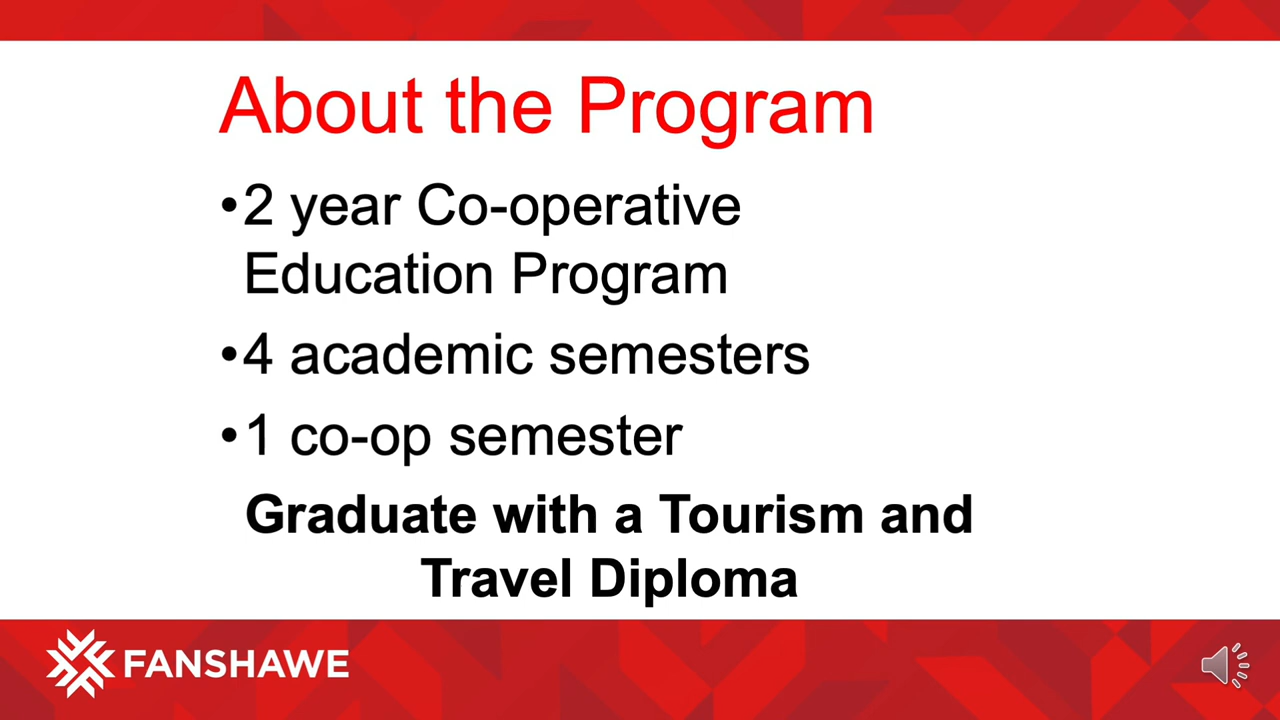 About the Program
•2 year Co-operative
Education Program
•4 academic semesters
•1 co-op semester
Graduate with a Tourism and
Travel Diploma
FANSHAWE